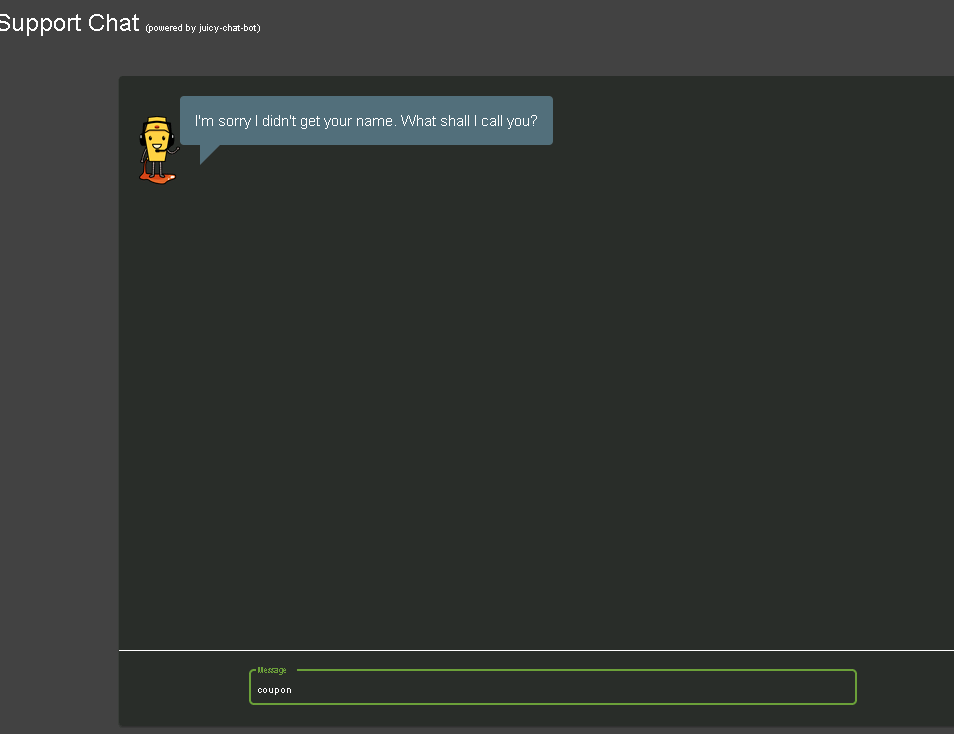 Support Chat (powered by juicy-chat-bot)
I'm sorry I didn't get your name. What shall I call you?
Message
coupon